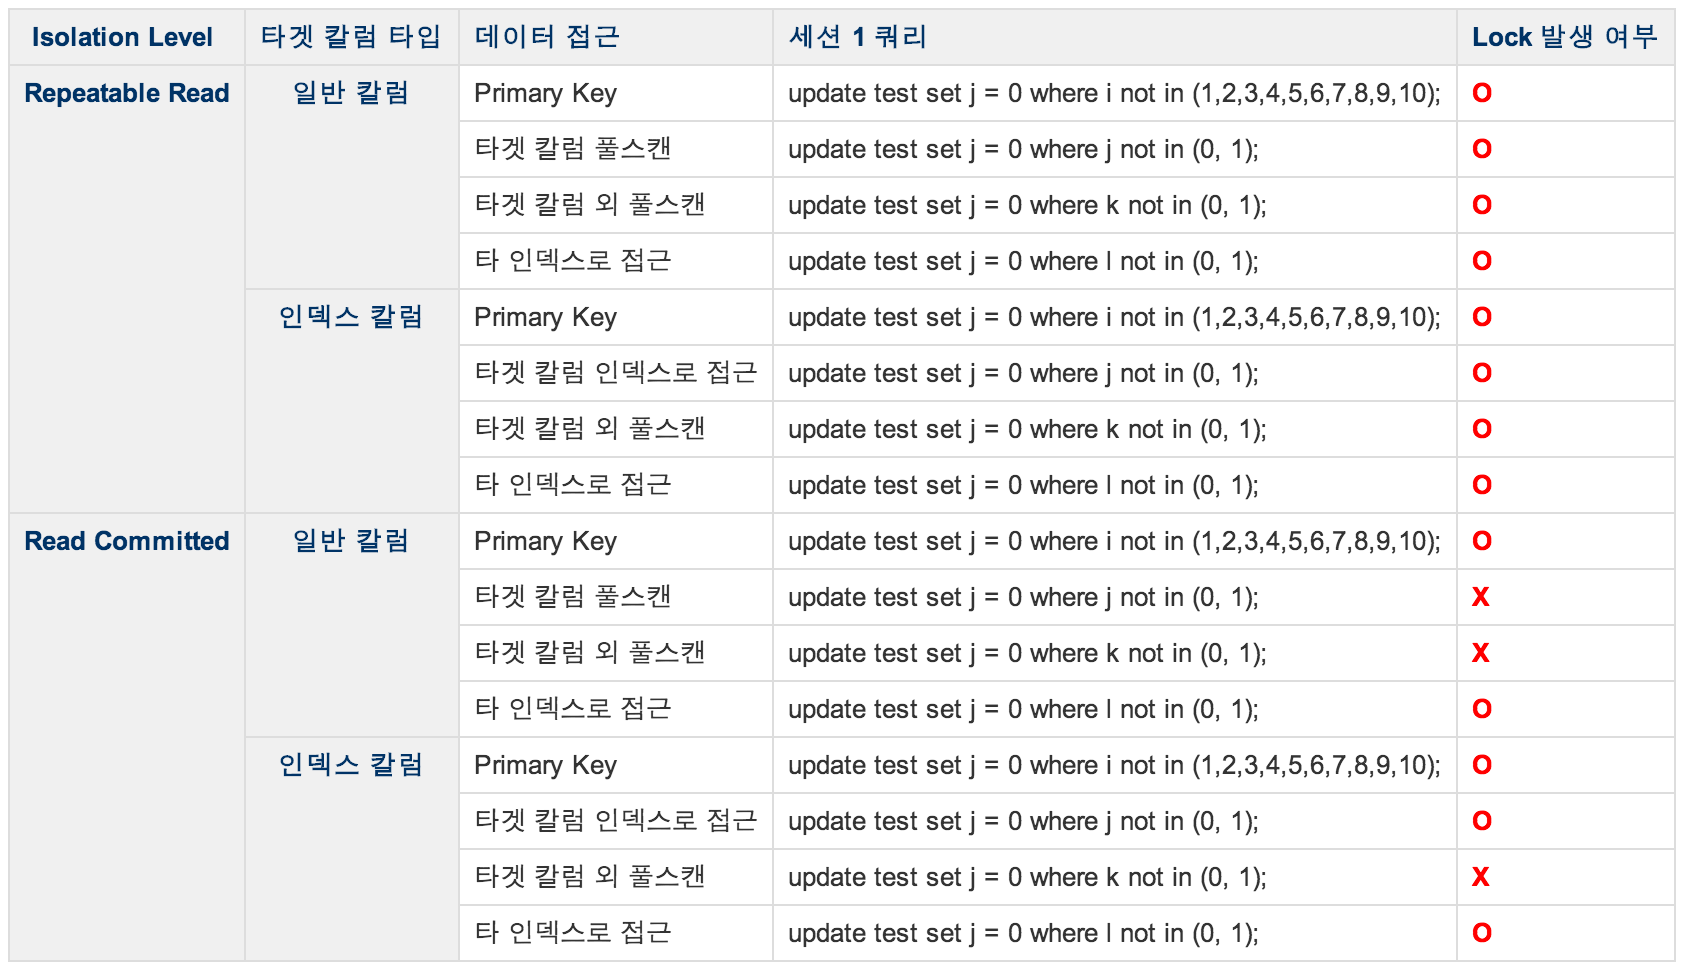 Isolation Level 타겟 칼럼 타입 데이터 접근 세션 1 쿼리 Lock 발생 여부
Repeatable Read 일반 칼럼 Primary Key update test set j = 0 where i not in (1,2,3,4,5,6,7,8,9,10); O
타겟 칼럼 풀스캔 update test set j = 0 where j not in (0, 1); O
타겟 칼럼 외 풀스캔 update test set j = 0 where k not in (0, 1); O
타 인덱스로 접근 update test set j = 0 where l not in (0, 1); O
인덱스 칼럼 Primary Key update test set j = 0 where i not in (1,2,3,4,5,6,7,8,9,10); O
타겟 칼럼 인덱스로 접근 update test set j = 0 where j not in (0, 1); O
타겟 칼럼 외 풀스캔 update test set j = 0 where k not in (0, 1); O
타 인덱스로 접근 update test set j = 0 where l not in (0, 1); O
Read Committed 일반 칼럼 Primary Key update test set j = 0 where i not in (1,2,3,4,5,6,7,8,9,10); O
타겟 칼럼 풀스캔 update test set j = 0 where j not in (0, 1); X
타겟 칼럼 외 풀스캔 update test set j = 0 where k not in (0, 1); X
타 인덱스로 접근 update test set j = 0 where l not in (0, 1); O
인덱스 칼럼 Primary Key update test set j = 0 where i not in (1,2,3,4,5,6,7,8,9,10); O
타겟 칼럼 인덱스로 접근 update test set j = 0 where j not in (0, 1); O
타겟 칼럼 외 풀스캔 update test set j = 0 where k not in (0, 1); X
타 인덱스로 접근 update test set j = 0 where l not in (0, 1); O